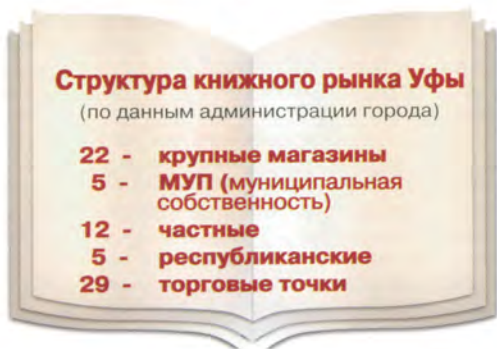 Структура книжного рынка Уфы
(по данным администрации города)
22 - крупные магазины
5 - МУП (муниципальная
собственность)
12 - частные
5 - республиканские
29 - торговые точки